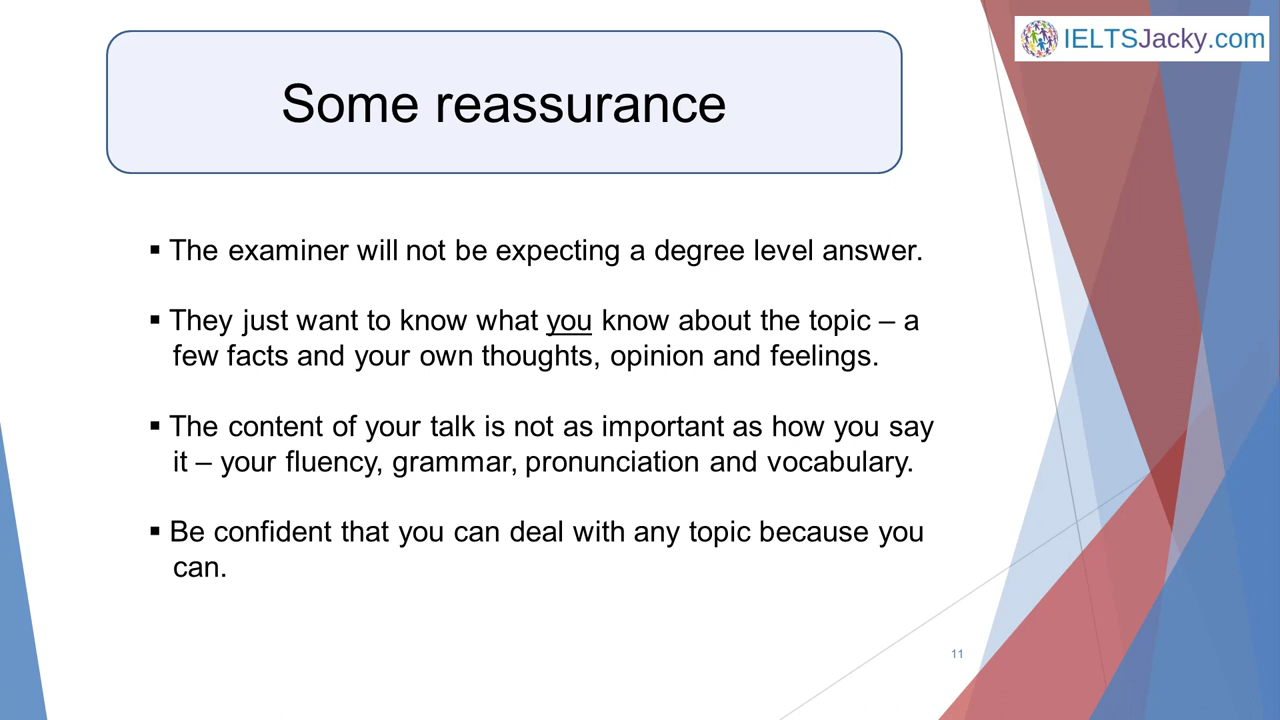 IELTSJacky.com
Some reassurance
▪ The examiner will not be expecting a degree level answer.
▪ They just want to know what you know about the topic – a
few facts and your own thoughts, opinion and feelings.
▪ The content of your talk is not as important as how you say
it – your fluency, grammar, pronunciation and vocabulary.
▪ Be confident that you can deal with any topic because you
can.
11